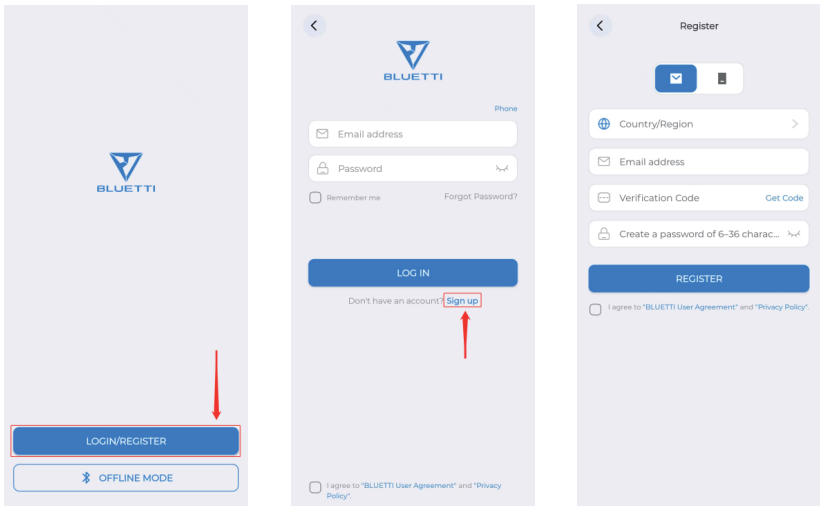 BLUETTI
LOGIN/REGISTER
OFFLINE MODE
BLUETTI
Phone
Email address
Password
Remember me
Forgot Password?
LOG IN
Don't have an account? Sign up
I agree to "BLUETTI User Agreement" and "Privacy
Policy".
Register
Country/Region
Email address
Verification Code
Get Code
Create a password of 6–36 charac...
REGISTER
I agree to "BLUETTI User Agreement" and "Privacy Policy".